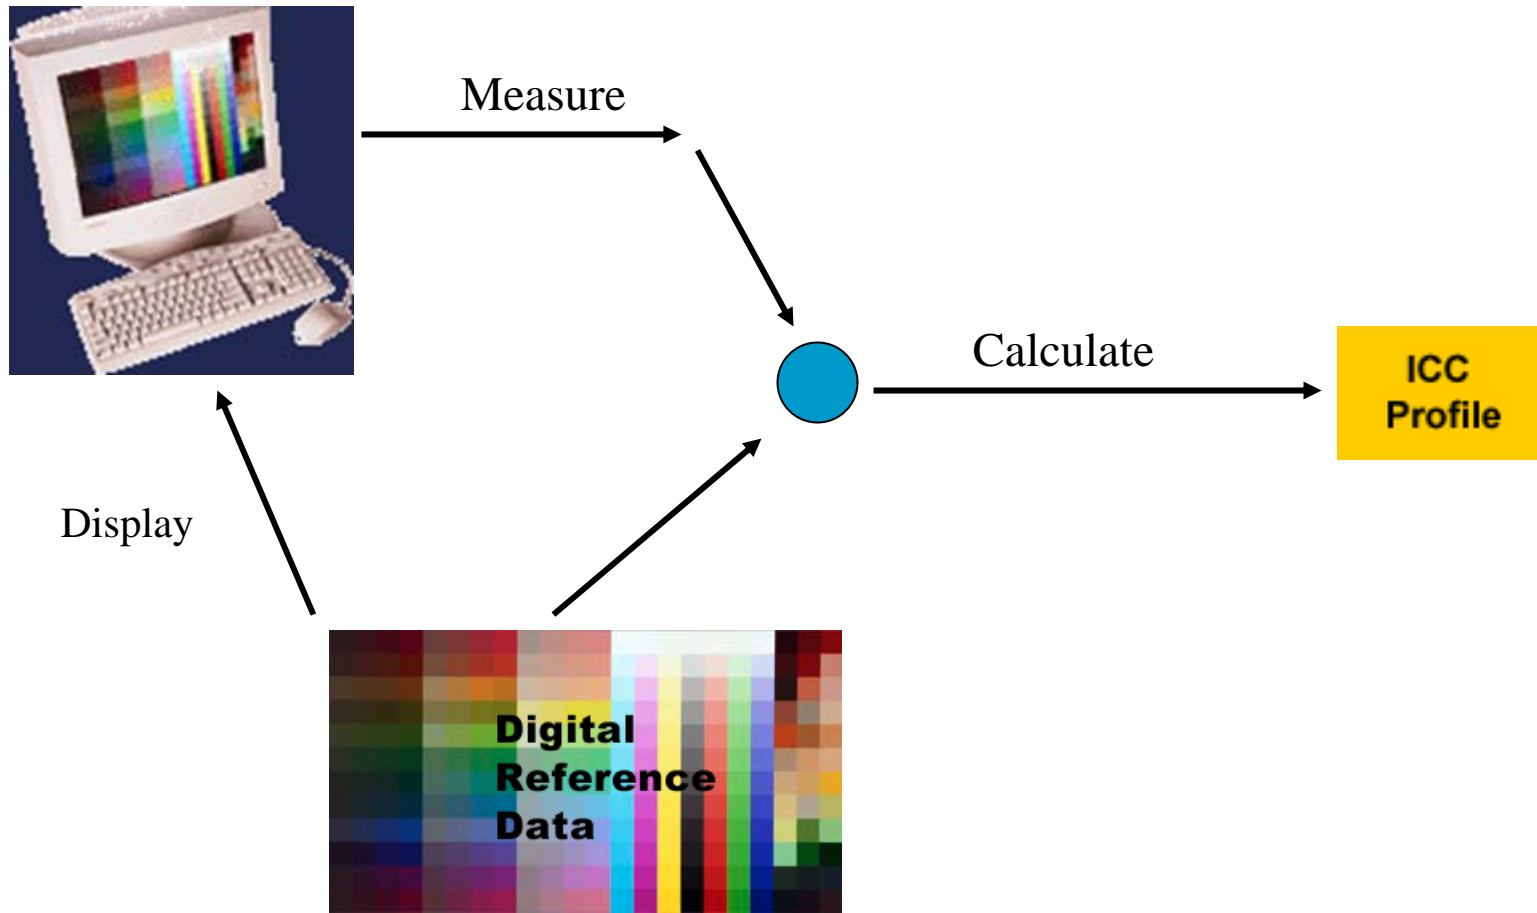 Measure
Calculate
ICC
Profile
Display
Digital
Reference
Data